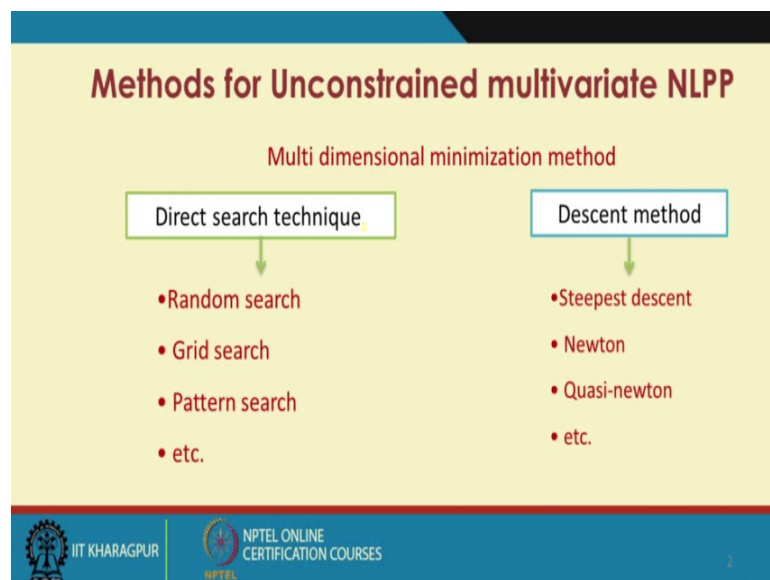 Methods for Unconstrained multivariate NLPP
Multi dimensional minimization method
Direct search technique
•Random search
• Grid search
• Pattern search
• etc.
Descent method
•Steepest descent
• Newton
• Quasi-newton
• etc.
IIT KHARAGPUR
NPTEL
NPTEL ONLINE
CERTIFICATION COURSES
2